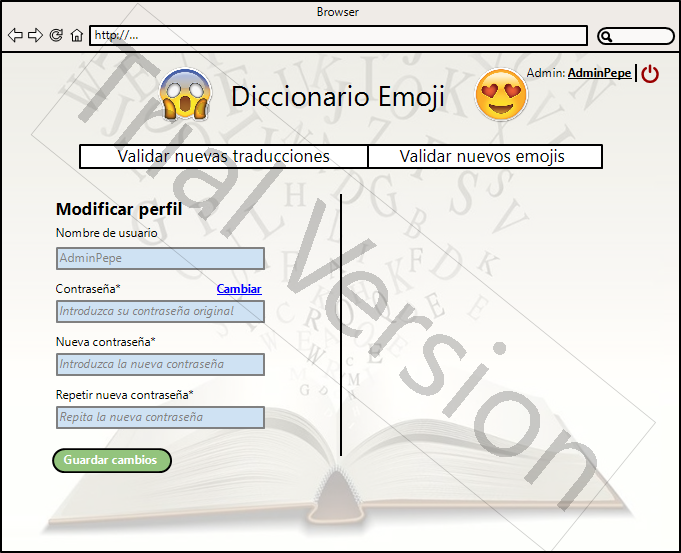 Browser
http://...
Admin: AdminPepe
Diccionario Emoji
Validar nuevas traducciones
Validar nuevos emojis
Modificar perfil
Nombre de usuario
AdminPepe
Contraseña*
Cambiar
Introduzca su contraseña original
Nueva contraseña*
Introduzca la nueva contraseña
Repetir nueva contraseña*
Repita la nueva contraseña
Guardar cambios
Trial Version